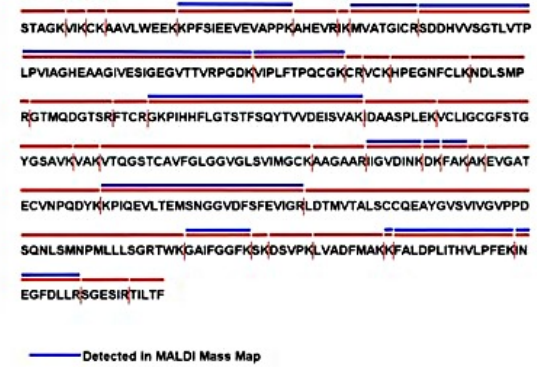 STAGKVIKCKAAVLWEEKKPFSIEEVEVAPPKAHEVRIKMVATGICRSDDHVVSGTLVTP
LPVIAGHEAAGIVESIGEGVTTVRPGDKVIPLFTPQCGKCRVCKHPEGNFCLKNDLSMP
RGTMQDGTSRFTCRGKPIHHFLGTSTFSQYTVVDEISVAKIDAASPLEKVCLIGCGFSTG
YGSAVKVAKVTQGSTCAVFGLGGVGLSVIMGCKAAGAARIIGVDINKDKFAKAKEVGAT
ECVNPQDYKKPIQEVLTEMSNGGVDFSFEVIGRLDTMVTALSCCQEAYGVSVIVGVPPD
SQNLSMNPMLLLSGRTWKGAIFGGFKSKDSVPKLVADFMAKKFALDPLITHVLPFEKIN
EGFDLLRSGESIRTILTF
Detected in MALDI Mass Map